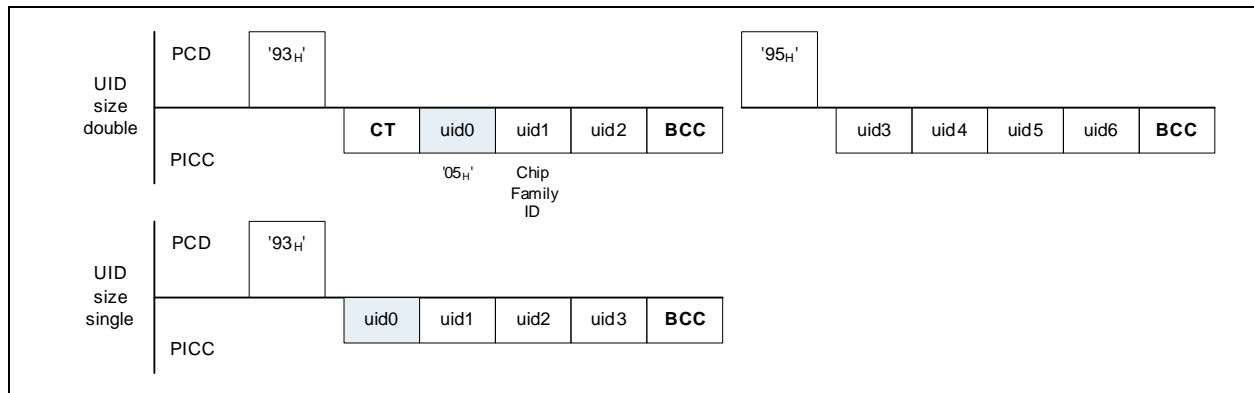 UID
size
double
PCD '93H' '95H'
CT uid0 uid1 uid2 BCC uid3 uid4 uid5 uid6 BCC
PICC
'05H' Chip
Family
ID
UID
size
single
PCD '93H'
uid0 uid1 uid2 uid3 BCC
PICC